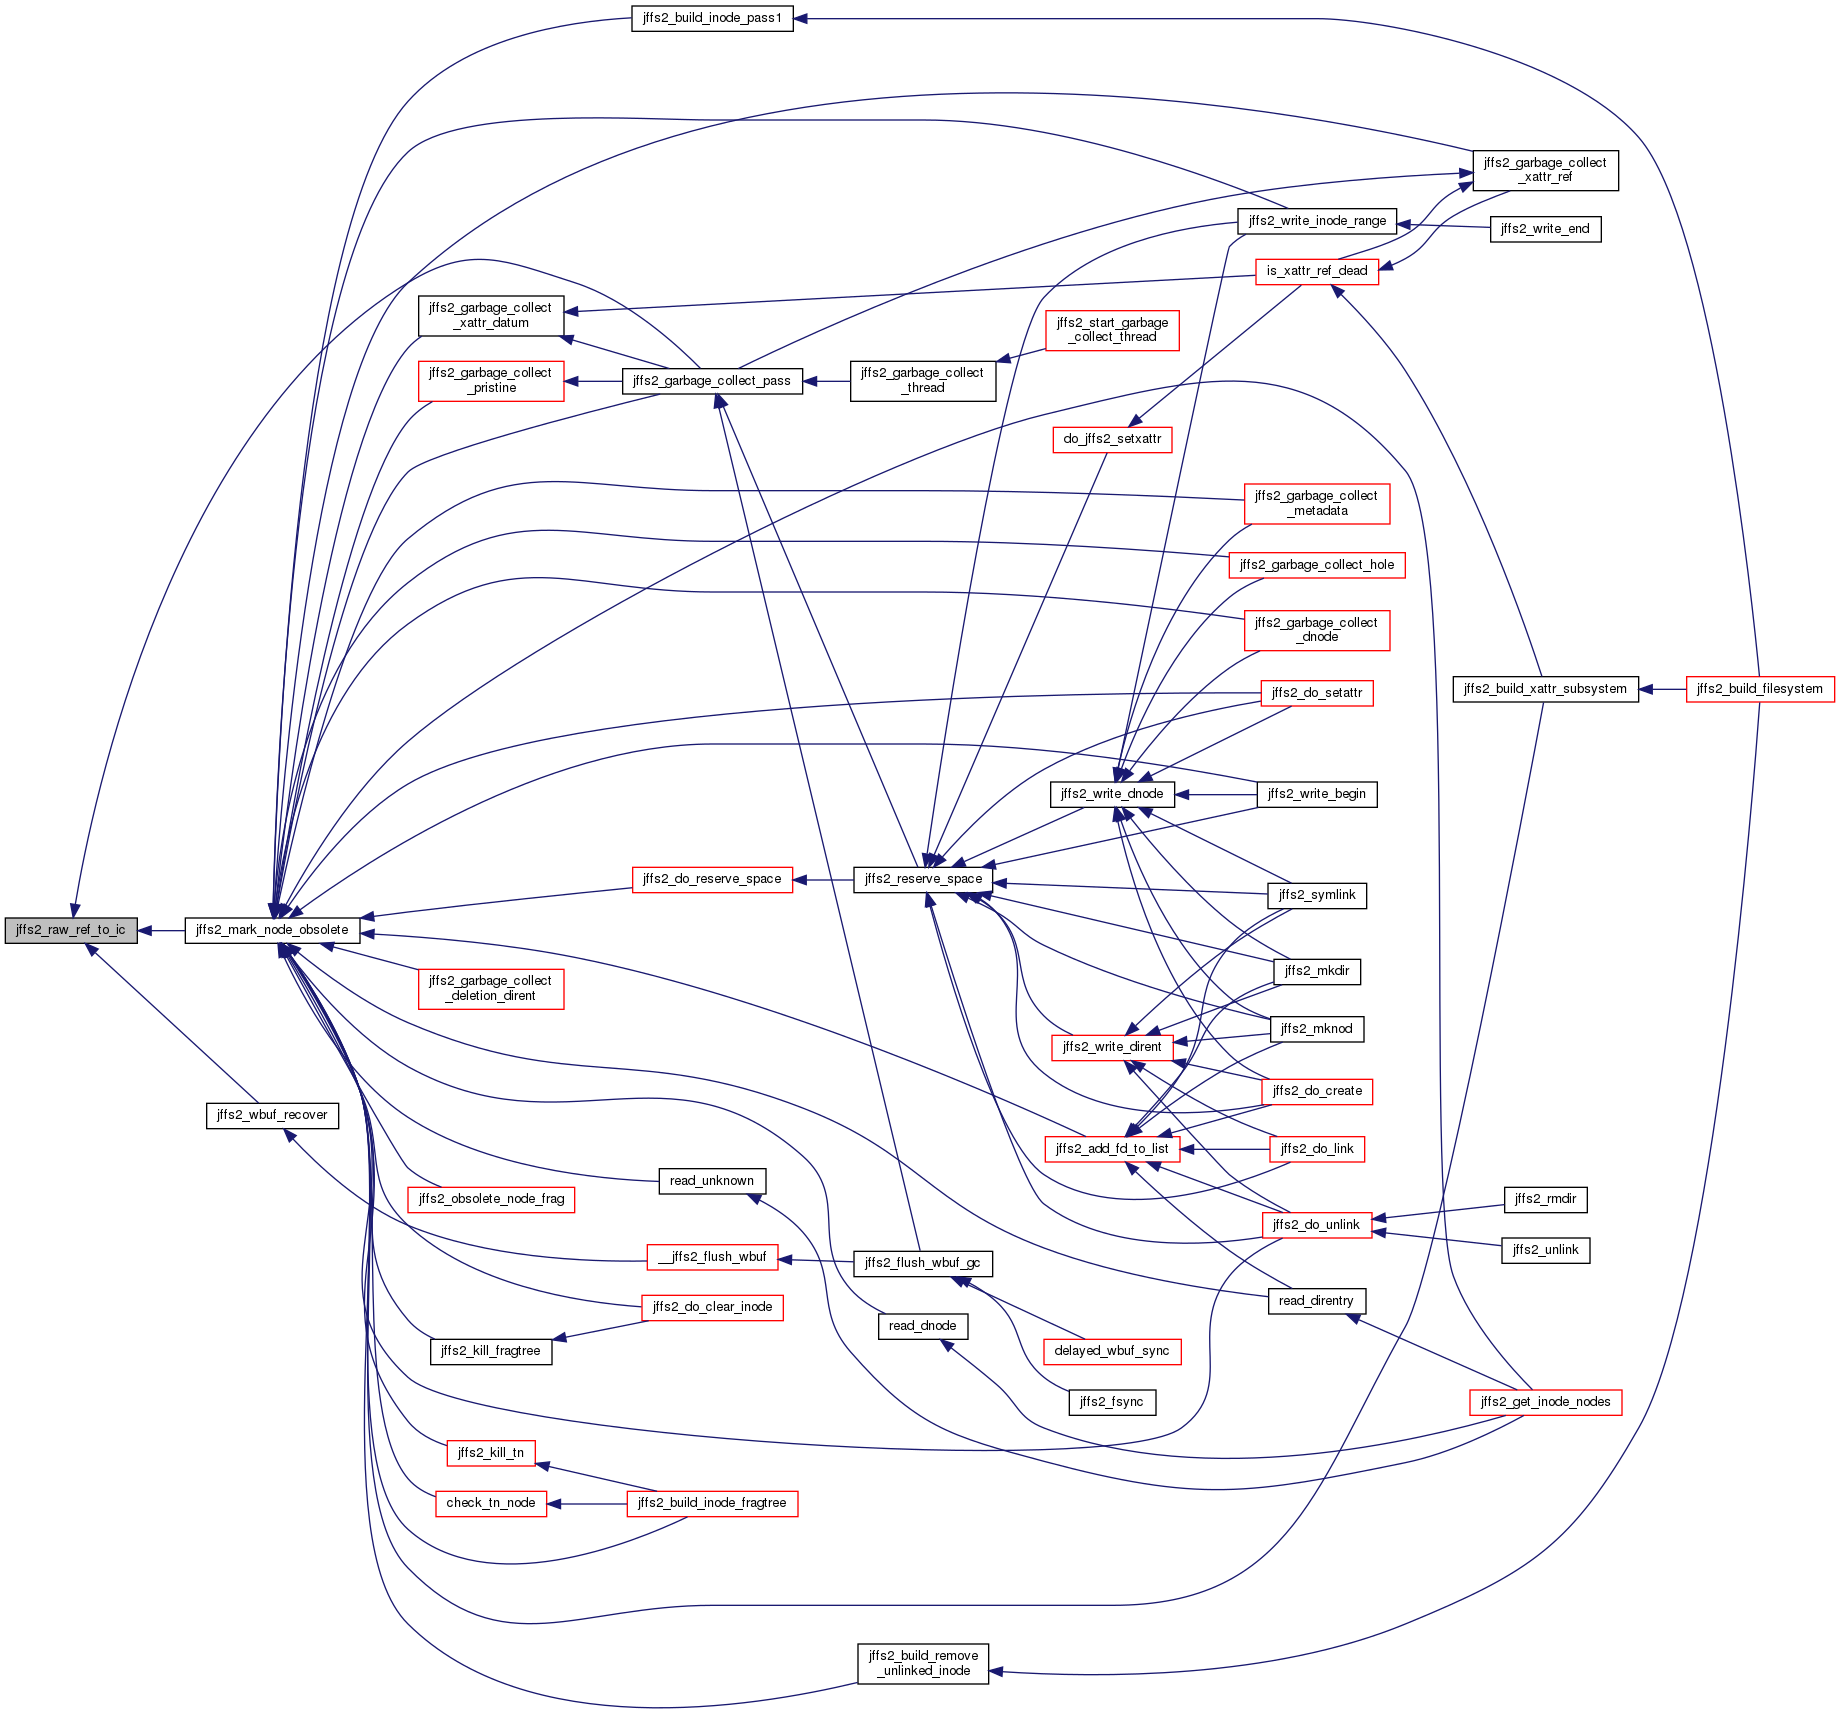 jffs2_build_inode_pass1
jffs2_garbage_collect
_xattr_ref
jffs2_write_inode_range
jffs2_write_end
is_xattr_ref_dead
jffs2_garbage_collect
_xattr_datum
jffs2_start_garbage
_collect_thread
jffs2_garbage_collect
_pristine
jffs2_garbage_collect_pass
jffs2_garbage_collect
_thread
do_jffs2_setxattr
jffs2_garbage_collect
_metadata
jffs2_garbage_collect_hole
jffs2_garbage_collect
_dnode
jffs2_do_setattr
jffs2_build_xattr_subsystem
jffs2_build_filesystem
jffs2_write_dnode
jffs2_write_begin
jffs2_do_reserve_space
jffs2_reserve_space
jffs2_symlink
jffs2_raw_ref_to_ic
jffs2_mark_node_obsolete
jffs2_garbage_collect
_deletion_dirent
jffs2_mkdir
jffs2_mknod
jffs2_write_dirent
jffs2_do_create
jffs2_wbuf_recover
jffs2_add_fd_to_list
jffs2_do_link
read_unknown
jffs2_obsolete_node_frag
jffs2_rmdir
jffs2_do_unlink
jffs2_unlink
__jffs2_flush_wbuf
jffs2_flush_wbuf_gc
jffs2_do_clear_inode
read_direntry
read_dnode
jffs2_kill_fragtree
delayed_wbuf_sync
jffs2_fsync
jffs2_get_inode_nodes
jffs2_kill_tn
check_tn_node
jffs2_build_inode_fragtree
jffs2_build_remove
_unlinked_inode